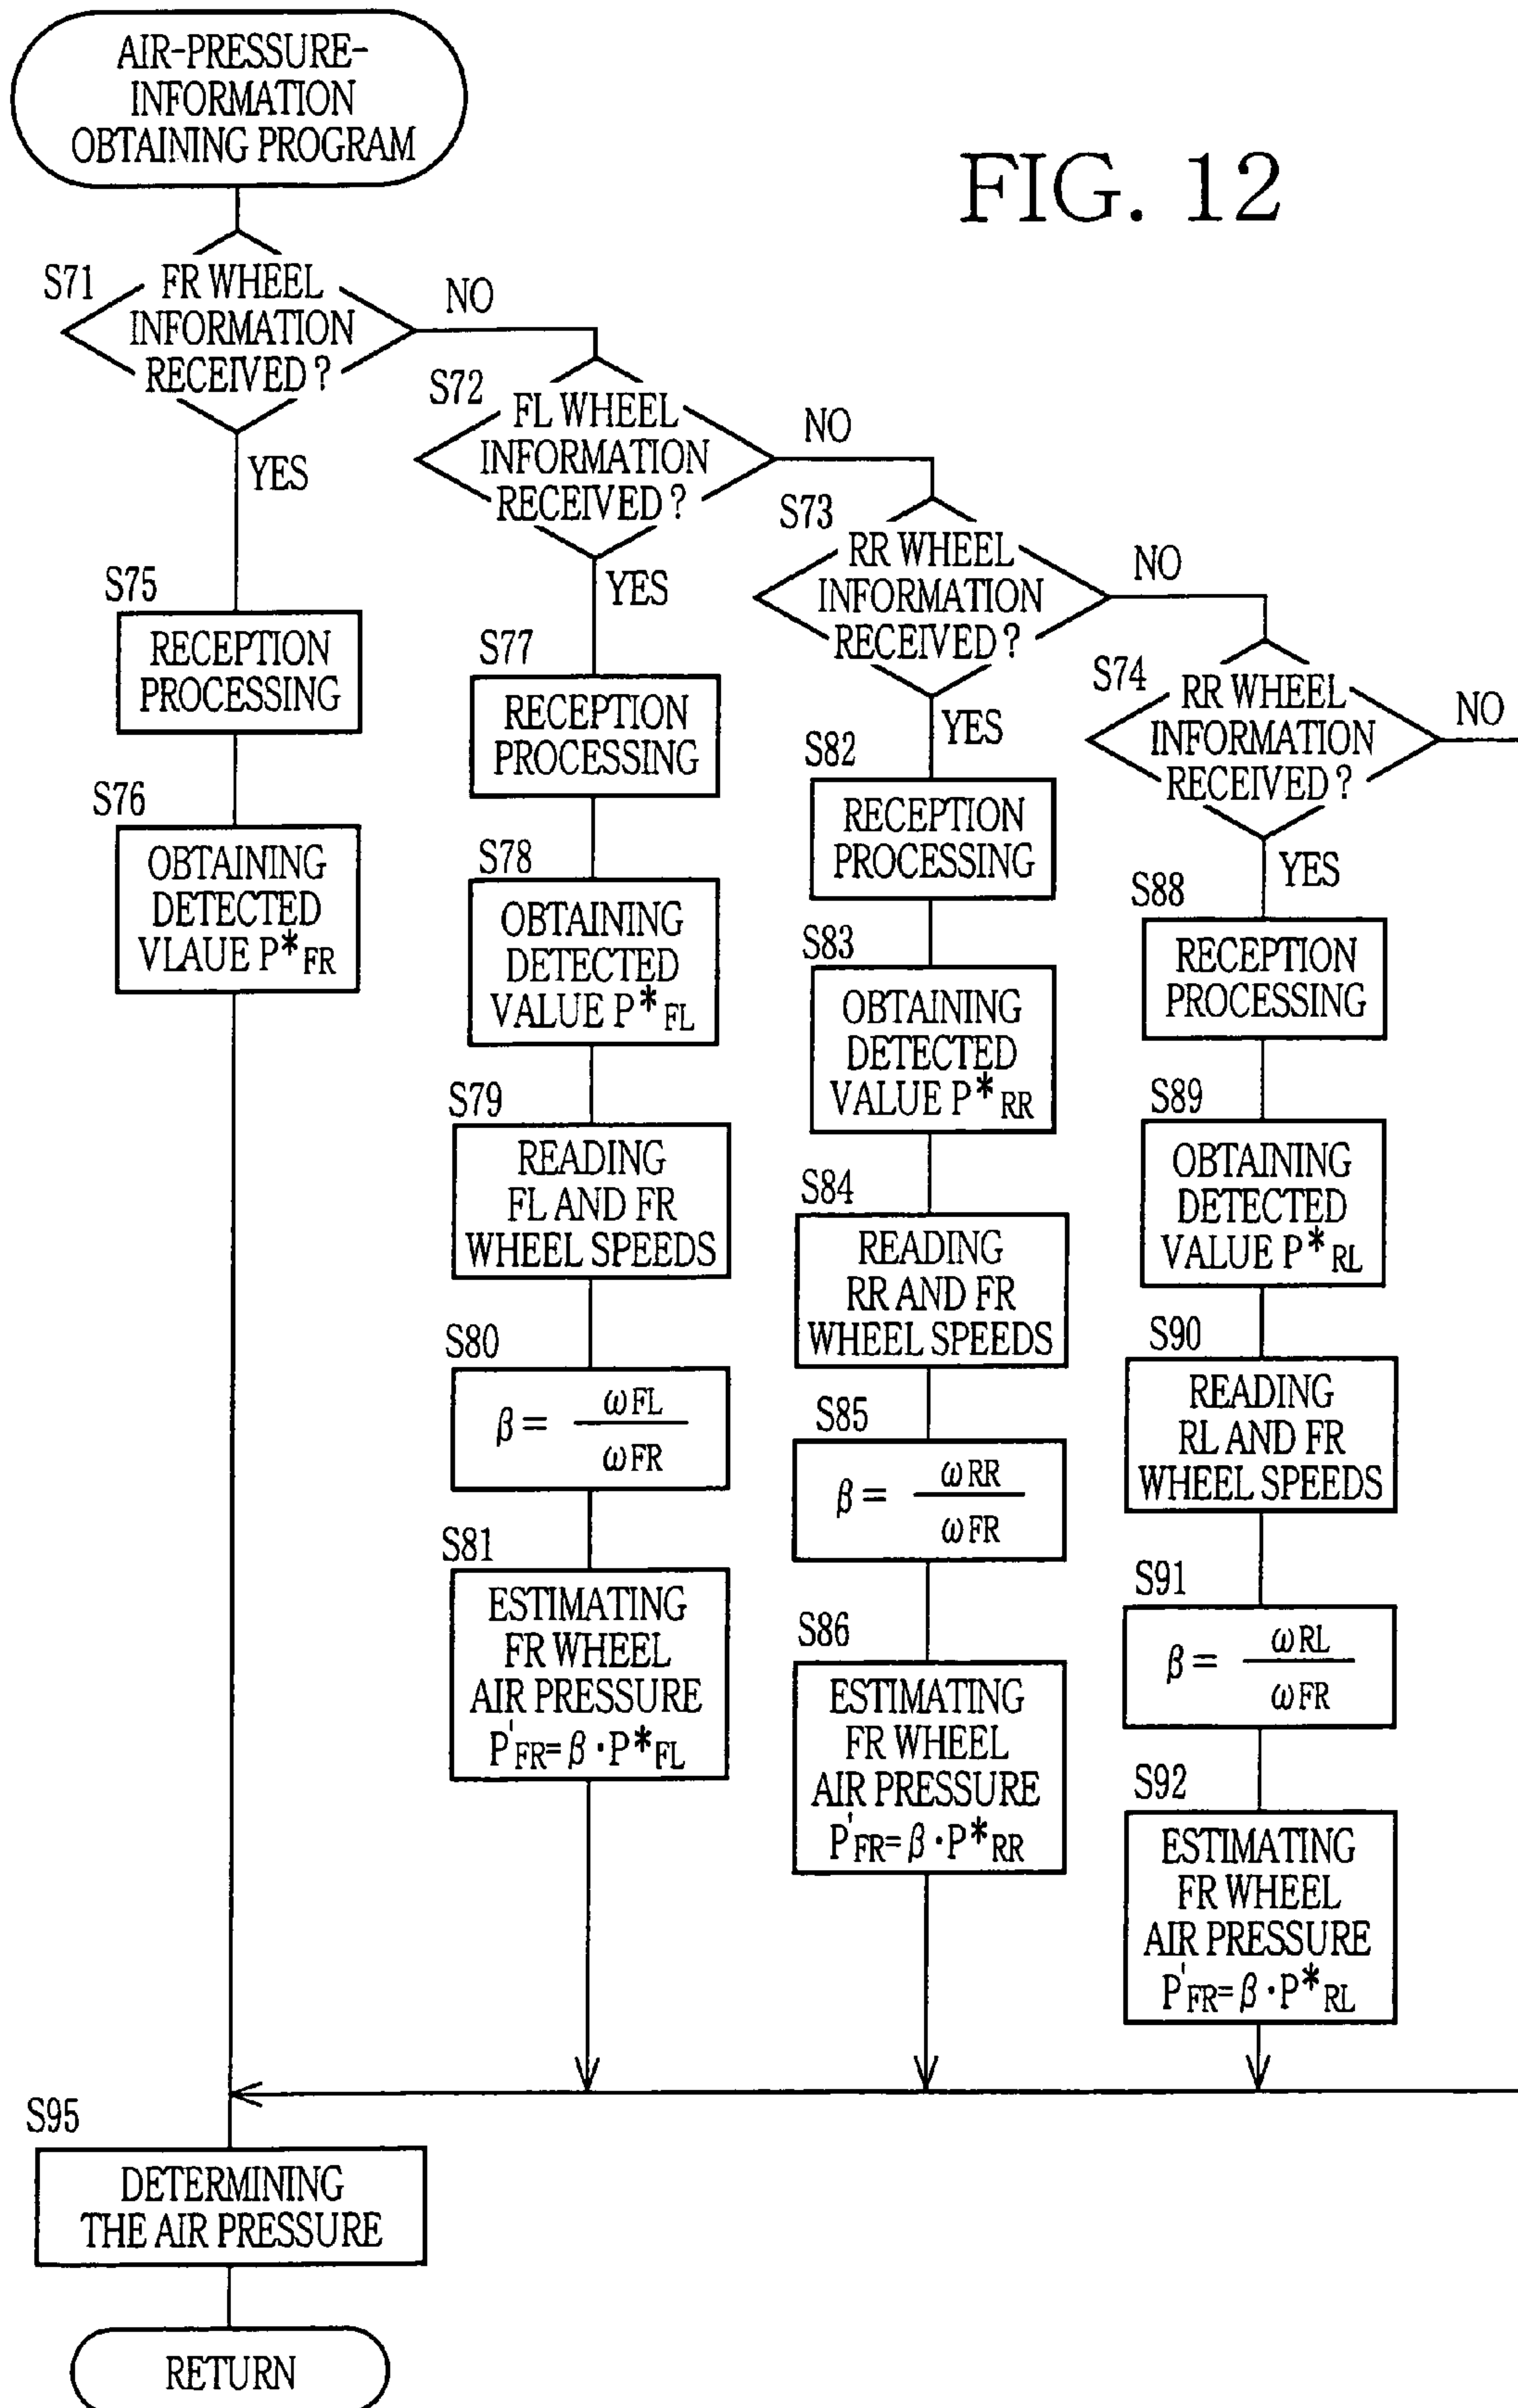 AIR-PRESSURE-
INFORMATION
OBTAINING PROGRAM
FIG. 12
S71
FR WHEEL
INFORMATION
RECEIVED?
NO
YES
S72
FL WHEEL
INFORMATION
RECEIVED?
NO
YES
S73
RR WHEEL
INFORMATION
RECEIVED?
NO
YES
S74
RR WHEEL
INFORMATION
RECEIVED?
NO
YES
S75
RECEPTION
PROCESSING
S76
OBTAINING
DETECTED
VLAUE P*FR
S77
RECEPTION
PROCESSING
S78
OBTAINING
DETECTED
VALUE P*FL
S79
READING
FL AND FR
WHEEL SPEEDS
S80
β = ωFL
ωFR
S81
ESTIMATING
FR WHEEL
AIR PRESSURE
P'FR=β・P*FL
S82
RECEPTION
PROCESSING
S83
OBTAINING
DETECTED
VALUE P*RR
S84
READING
RR AND FR
WHEEL SPEEDS
S85
β = ωRR
ωFR
S86
ESTIMATING
FR WHEEL
AIR PRESSURE
P'FR=β・P*RR
S88
RECEPTION
PROCESSING
S89
OBTAINING
DETECTED
VALUE P*RL
S90
READING
RL AND FR
WHEEL SPEEDS
S91
β = ωRL
ωFR
S92
ESTIMATING
FR WHEEL
AIR PRESSURE
P'FR=β・P*RL
S95
DETERMINING
THE AIR PRESSURE
RETURN